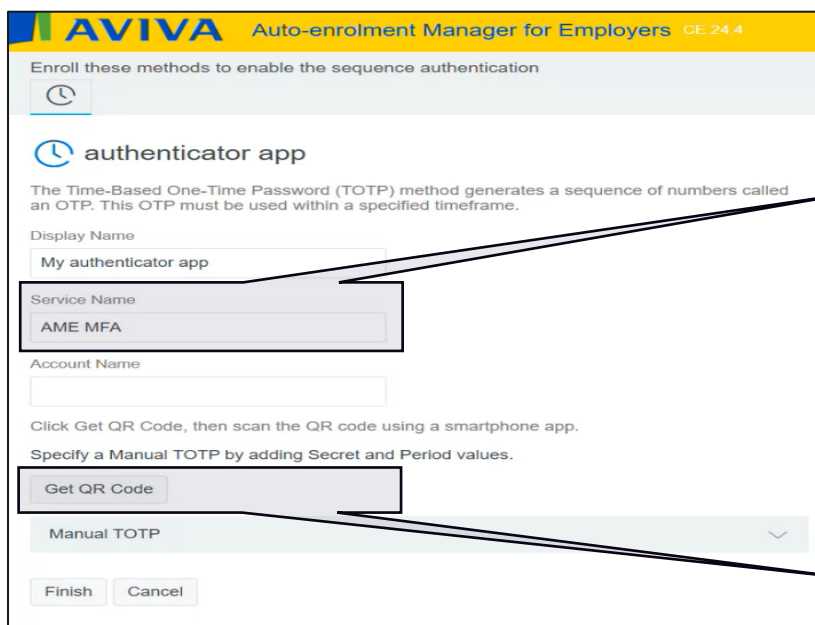 AVIVA Auto-enrolment Manager for Employers CE 24.4
Enroll these methods to enable the sequence authentication
authenticator app
The Time-Based One-Time Password (TOTP) method generates a sequence of numbers called
an OTP. This OTP must be used within a specified timeframe.
Display Name
My authenticator app
Service Name
AME MFA
Account Name
Click Get QR Code, then scan the QR code using a smartphone app.
Specify a Manual TOTP by adding Secret and Period values.
Get QR Code
Manual TOTP
Finish Cancel